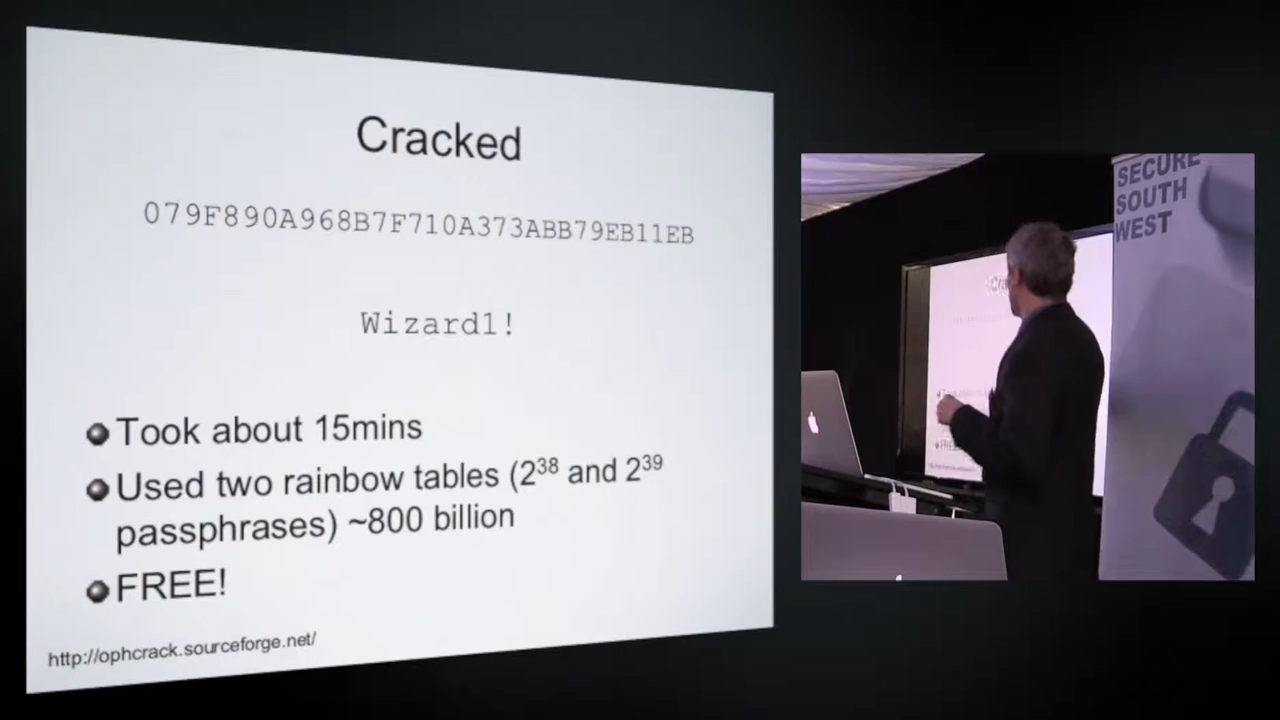 Cracked
079F890A968B7F710A373ABB79EB11EB
Wizard1!
Took about 15mins
Used two rainbow tables (2³⁸ and 2³⁹
passphrases) ~800 billion
FREE!
http://ophcrack.sourceforge.net/
SECURE
SOUTH
WEST